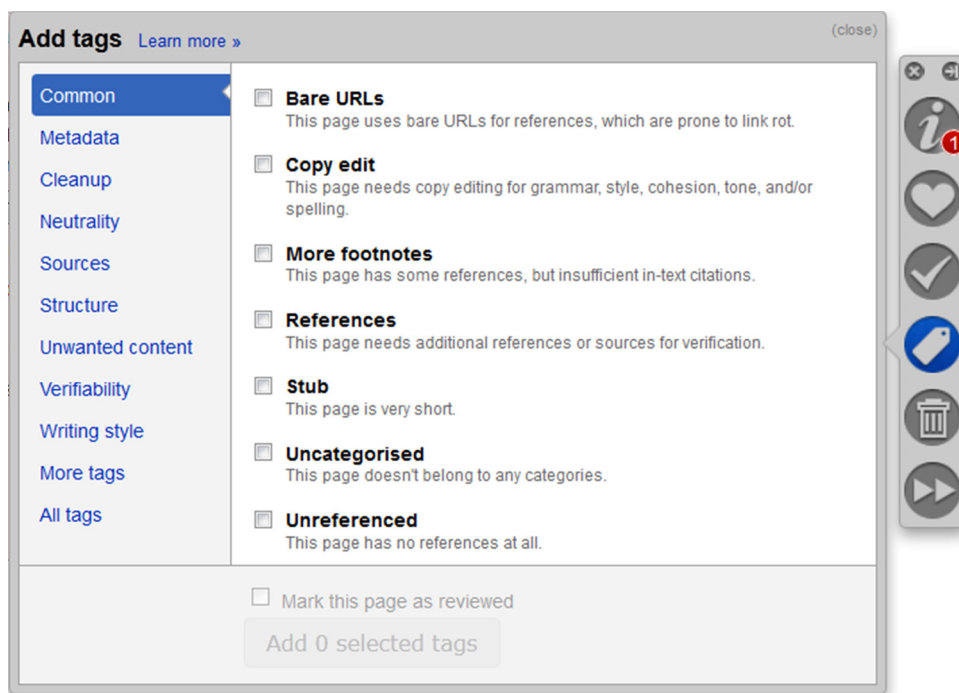 Add tags Learn more »
(close)
Common
Metadata
Cleanup
Neutrality
Sources
Structure
Unwanted content
Verifiability
Writing style
More tags
All tags
Bare URLs
This page uses bare URLs for references, which are prone to link rot.
Copy edit
This page needs copy editing for grammar, style, cohesion, tone, and/or
spelling.
More footnotes
This page has some references, but insufficient in-text citations.
References
This page needs additional references or sources for verification.
Stub
This page is very short.
Uncategorised
This page doesn't belong to any categories.
Unreferenced
This page has no references at all.
Mark this page as reviewed
Add 0 selected tags
i
1